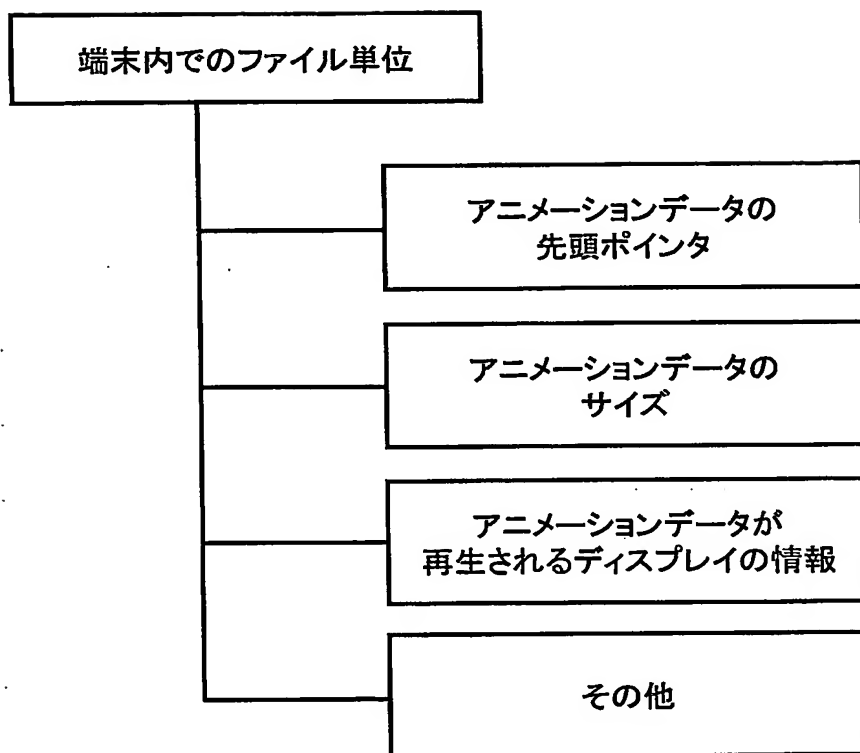 端末内でのファイル単位
アニメーションデータの
先頭ポインタ
アニメーションデータの
サイズ
アニメーションデータが
再生されるディスプレイの情報
その他